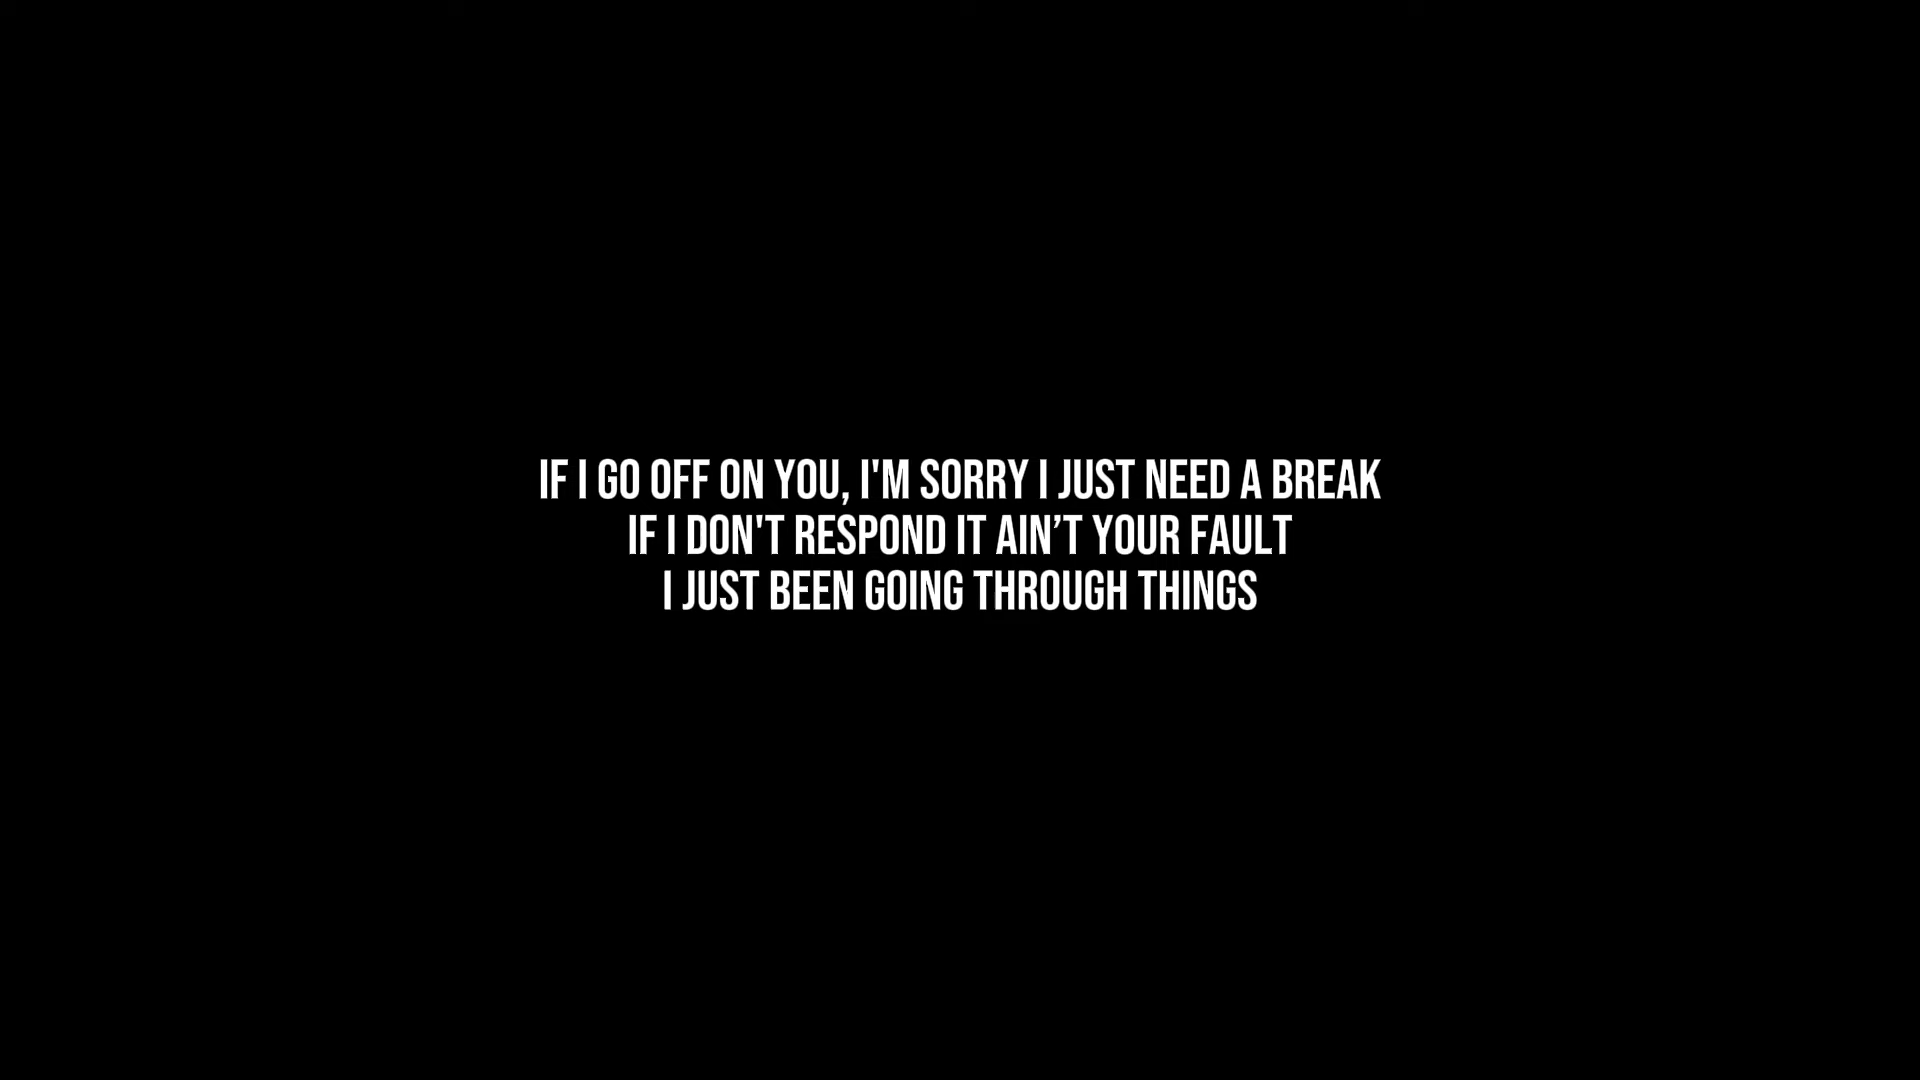 IF I GO OFF ON YOU, I'M SORRY I JUST NEED A BREAK
IF I DON'T RESPOND IT AIN’T YOUR FAULT
I JUST BEEN GOING THROUGH THINGS